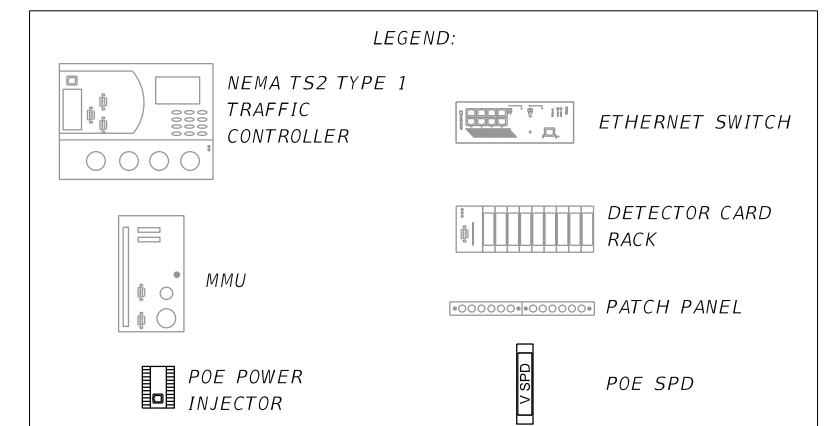 LEGEND:
NEMA TS2 TYPE 1
TRAFFIC
CONTROLLER
ETHERNET SWITCH
DETECTOR CARD
RACK
MMU
PATCH PANEL
POE POWER
INJECTOR
V SPD
POE SPD